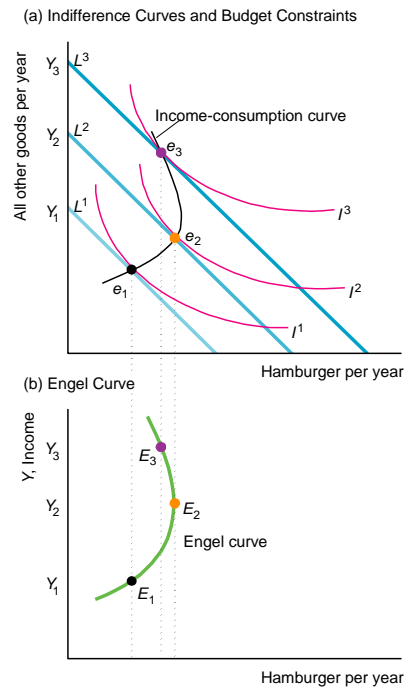 (a) Indifference Curves and Budget Constraints
All other goods per year
Y3
L3
Income-consumption curve
Y2
L2
e3
Y1
L1
I3
e2
e1
I2
I1
Hamburger per year
(b) Engel Curve
Y, Income
Y3
E3
Y2
E2
Engel curve
Y1
E1
Hamburger per year